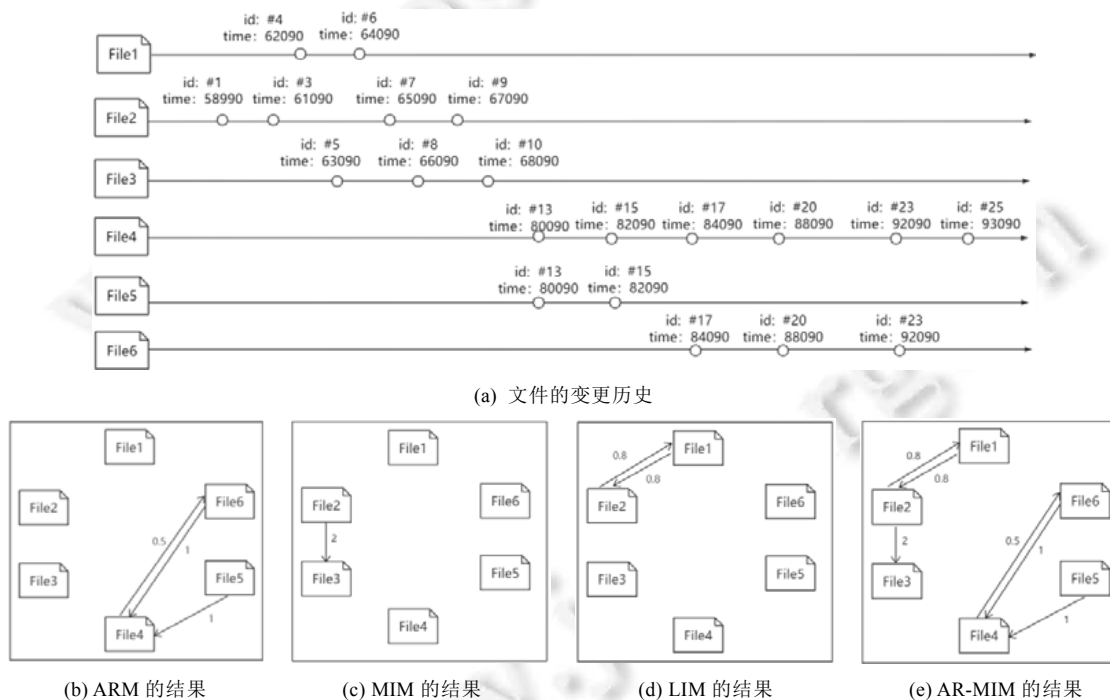 id: #4 id: #6
time: 62090 time: 64090
File1
id: #1 id: #3 id: #7 id: #9
time: 58990 time: 61090 time: 65090 time: 67090
File2
id: #5 id: #8 id: #10
time: 63090 time: 66090 time: 68090
File3
id: #13 id: #15 id: #17 id: #20 id: #23 id: #25
time: 80090 time: 82090 time: 84090 time: 88090 time: 92090 time: 93090
File4
id: #13 id: #15
time: 80090 time: 82090
File5
id: #17 id: #20 id: #23
time: 84090 time: 88090 time: 92090
File6
(a) 文件的变更历史
File1
File6
File2
0.5
1
File3
File5
1
File4
(b) ARM 的结果
File1
File2
File6
2
File3
File5
File4
(c) MIM 的结果
File1
0.8
0.8
File2
File6
File3
File5
File4
(d) LIM 的结果
File1
0.8
0.8
File2
File6
2
0.5
1
File3
File5
1
File4
(e) AR-MIM 的结果